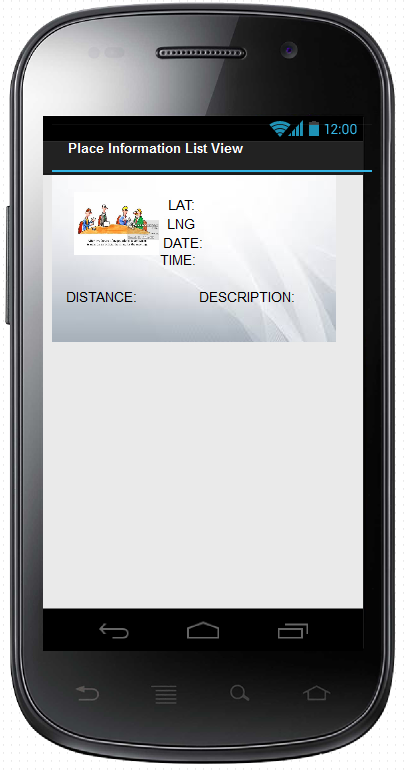 12:00
Place Information List View
LAT:
LNG
DATE:
TIME:
DISTANCE: DESCRIPTION: